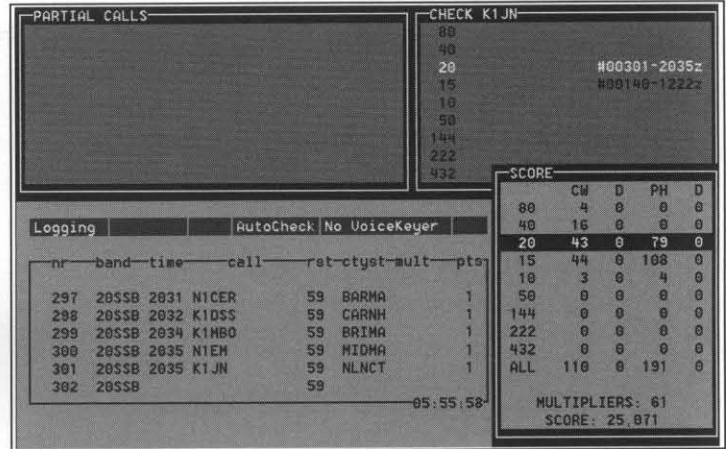 PARTIAL CALLS
CHECK K1JN
80
40
20 #00301-2035z
15 #00140-1222z
10
50
144
222
432
Logging AutoCheck No VoiceKeyer
nr band time call rst ctyst mult pts
297 20SSB 2031 N1CER 59 BARMA 1
298 20SSB 2032 K1DSS 59 CARNH 1
299 20SSB 2034 K1MBO 59 BRIMA 1
300 20SSB 2035 N1EM 59 MIDMA 1
301 20SSB 2035 K1JN 59 NLNCT 1
302 20SSB 59
05:55:58
SCORE
CW D PH D
80 4 0 0 0
40 16 0 0 0
20 43 0 79 0
15 44 0 108 0
10 3 0 4 0
50 0 0 0 0
144 0 0 0 0
222 0 0 0 0
432 0 0 0 0
ALL 110 0 191 0
MULTIPLIERS: 61
SCORE: 25,071